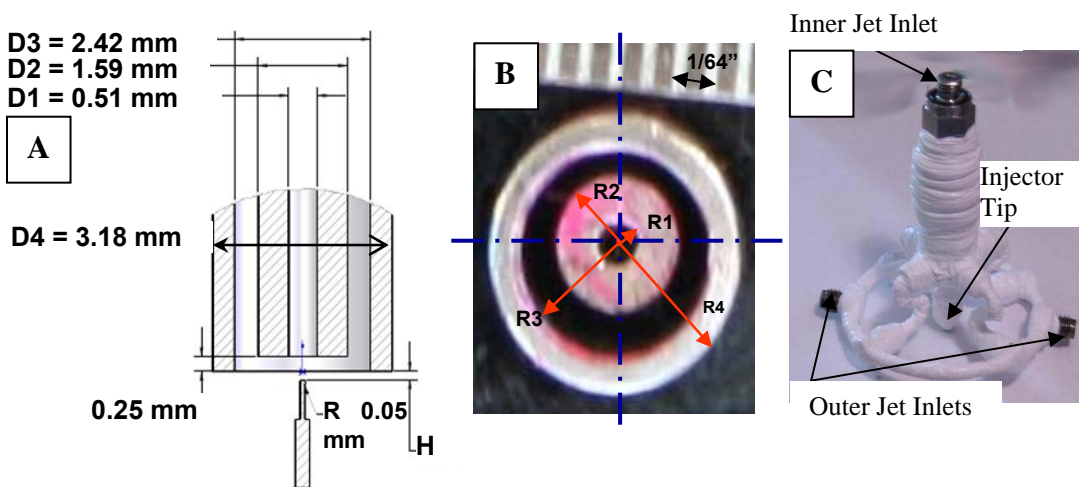 D3 = 2.42 mm
D2 = 1.59 mm
D1 = 0.51 mm
A
D4 = 3.18 mm
0.25 mm
R 0.05
mm
H
B
1/64”
R2
R1
R3
R4
Inner Jet Inlet
C
Injector
Tip
Outer Jet Inlets